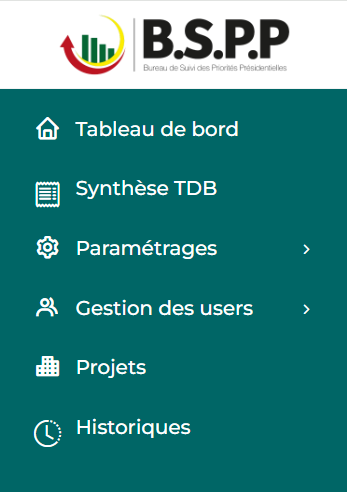 B.S.P.P
Bureau de Suivi des Priorités Présidentielles
Tableau de bord
Synthèse TDB
Paramétrages
Gestion des users
Projets
Historiques